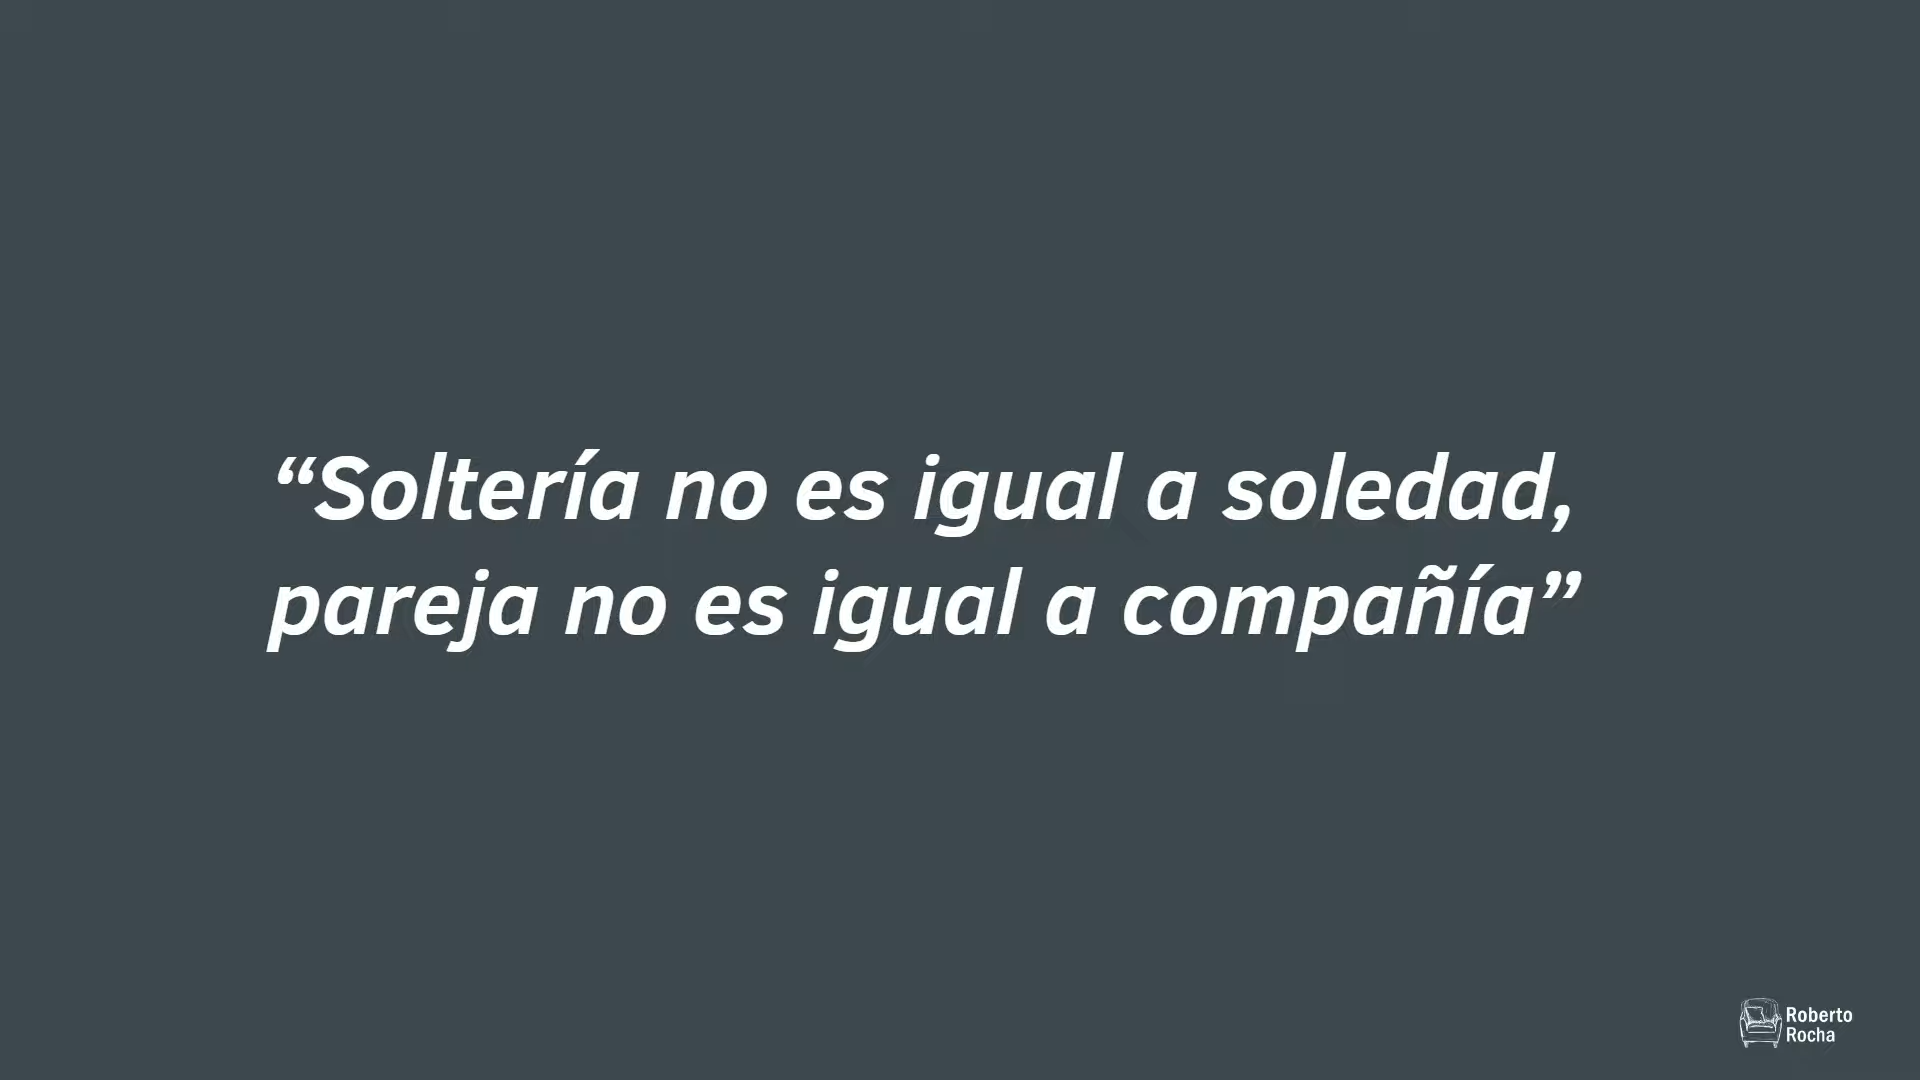 “Soltería no es igual a soledad,
pareja no es igual a compañía”
Roberto
Rocha